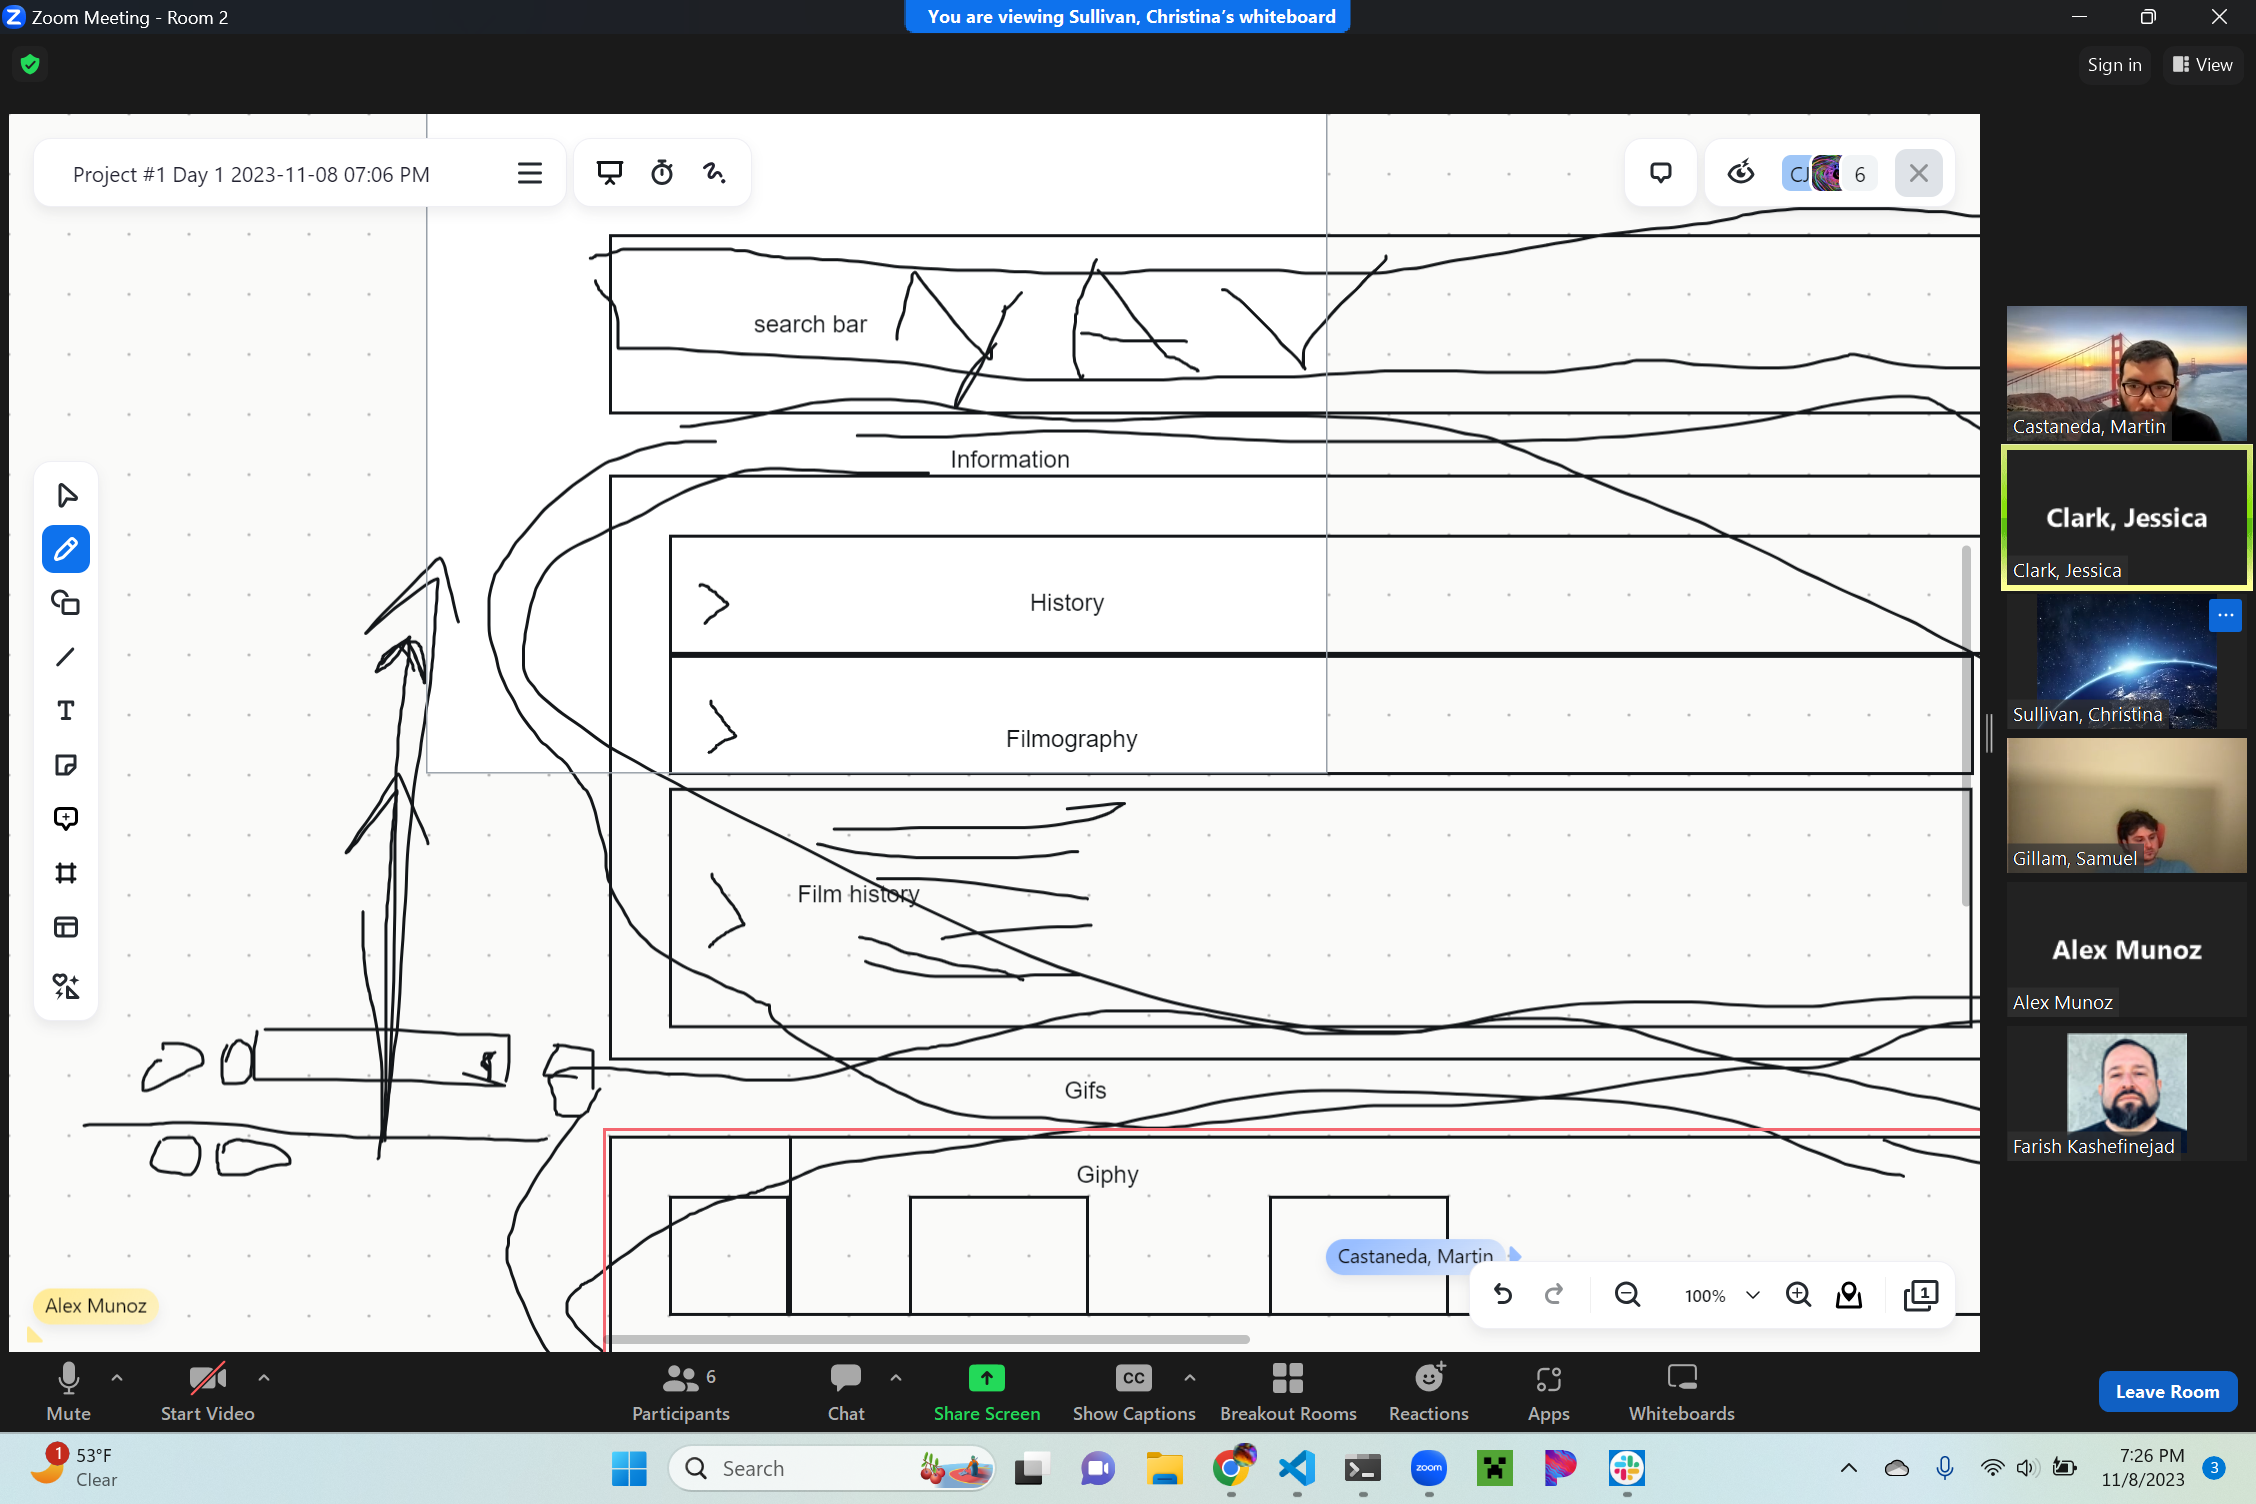 Zoom Meeting - Room 2
You are viewing Sullivan, Christina's whiteboard
Sign in
View
Project #1 Day 1 2023-11-08 07:06 PM
CJ
6
search bar
YAY
Information
History
Filmography
Film history
Gifs
Giphy
Castaneda, Martin
Alex Munoz
100%
1
Castaneda, Martin
Clark, Jessica
Clark, Jessica
Sullivan, Christina
Gillam, Samuel
Alex Munoz
Alex Munoz
Farish Kashefinejad
Mute
Start Video
6
Participants
Chat
Share Screen
CC
Show Captions
Breakout Rooms
Reactions
Apps
Whiteboards
Leave Room
1
53°F
Clear
Search
zoom
7:26 PM
11/8/2023
3